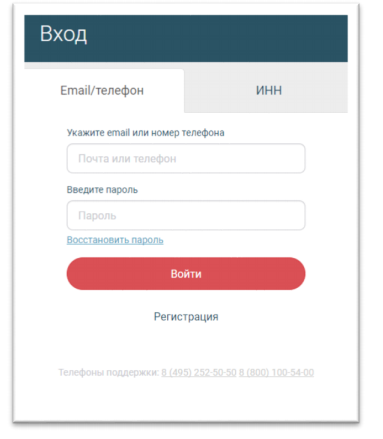 Вход
Email/телефон ИНН
Укажите email или номер телефона
Почта или телефон
Введите пароль
Пароль
Восстановить пароль
Войти
Регистрация
Телефоны поддержки: 8 (495) 252-50-50 8 (800) 100-54-00